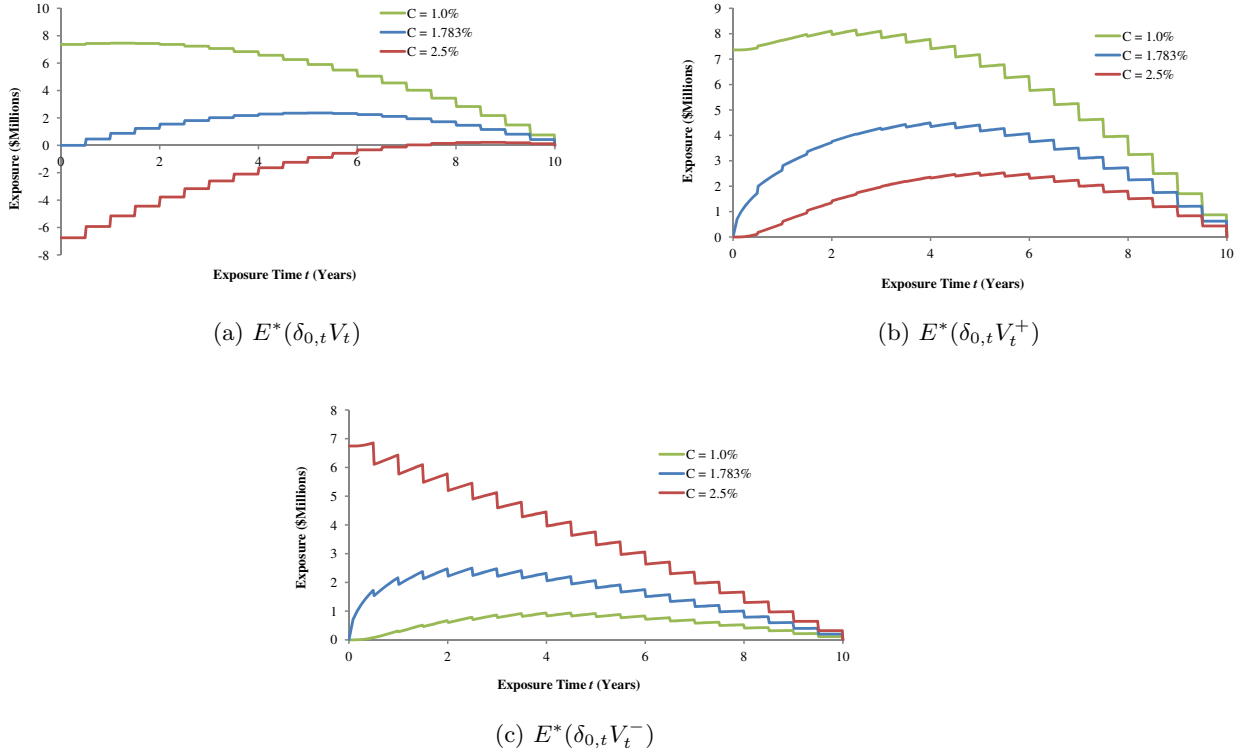 10
8
6
4
2
0
-2
-4
-6
-8
0
2
4
6
8
10
Exposure ($Millions)
Exposure Time t (Years)
C = 1.0%
C = 1.783%
C = 2.5%
(a) E*(δ0,tVt)
9
8
7
6
5
4
3
2
1
0
0
2
4
6
8
10
Exposure ($Millions)
Exposure Time t (Years)
C = 1.0%
C = 1.783%
C = 2.5%
(b) E*(δ0,tVt+)
8
7
6
5
4
3
2
1
0
0
2
4
6
8
10
Exposure ($Millions)
Exposure Time t (Years)
C = 1.0%
C = 1.783%
C = 2.5%
(c) E*(δ0,tVt−)